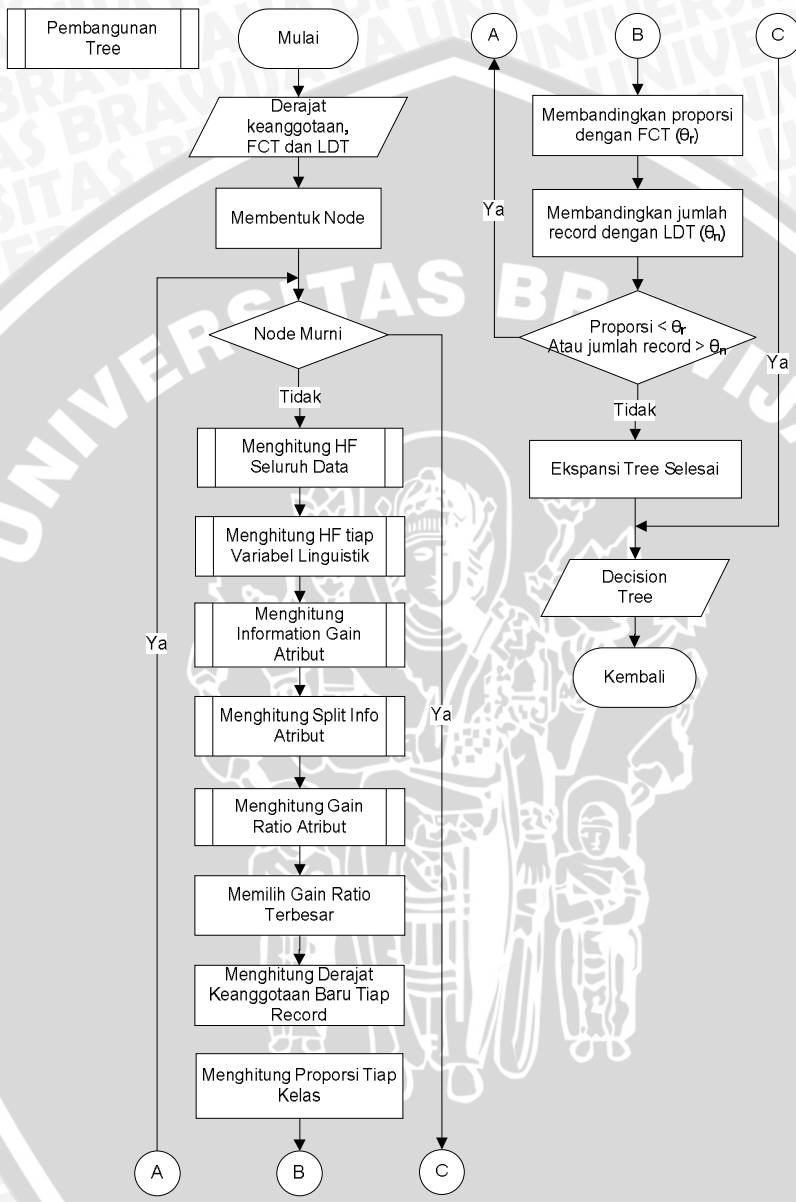 Pembangunan
Tree
Mulai
Derajat
keanggotaan,
FCT dan LDT
Membentuk Node
Node Murni
Tidak
Menghitung HF
Seluruh Data
Menghitung HF tiap
Variabel Linguistik
Menghitung
Information Gain
Atribut
Ya
Menghitung Split Info
Atribut
Ya
Menghitung Gain
Ratio Atribut
Memilih Gain Ratio
Terbesar
Menghitung Derajat
Keanggotaan Baru Tiap
Record
Menghitung Proporsi Tiap
Kelas
A
B
C
A
B
C
Membandingkan proporsi
dengan FCT (θr)
Ya
Membandingkan jumlah
record dengan LDT (θn)
Proporsi < θr
Atau jumlah record > θn
Ya
Tidak
Ekspansi Tree Selesai
Decision
Tree
Kembali
UNIVERSITAS BRAWIJAYA